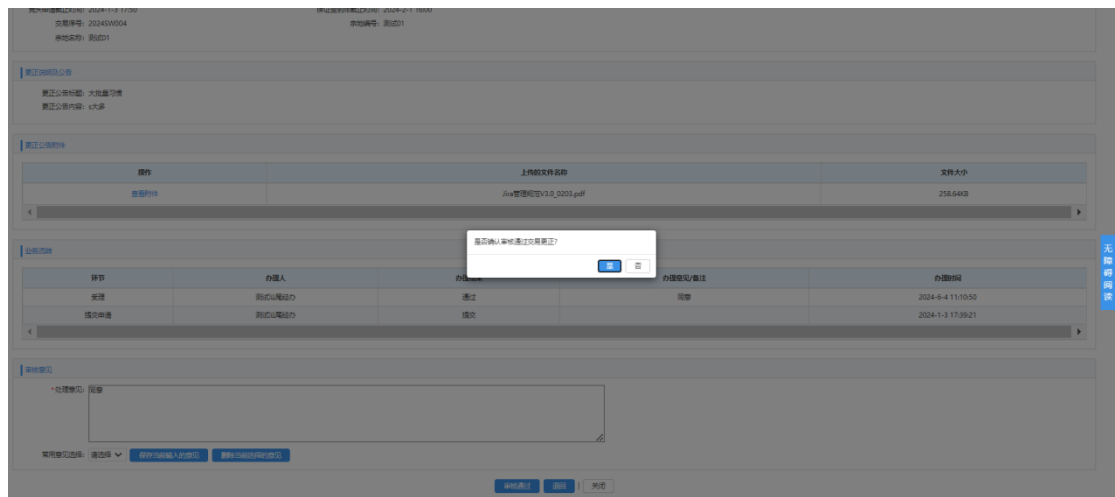 交易序号：2024SW004 宗地编号：测试01
宗地名称：测试01
更正说明及公告
更正公告标题：大批量习惯
更正公告内容：c大多
更正公告附件
操作 上传的文件名称 文件大小
查看附件 Jira管理规范V3.0_0203.pdf 258.64KB
是否确认审核通过交易更正?
是 否
业务流转
环节 办理人 办理意见/备注 办理时间
受理 测试汕尾经办 通过 同意 2024-6-4 11:10:50
提交申请 测试汕尾经办 提交 2024-1-3 17:39:21
审核意见
*处理意见：同意
常用意见选择：请选择 保存当前输入的意见 删除当前选择的意见
审核通过 退回 | 关闭
无障碍阅读